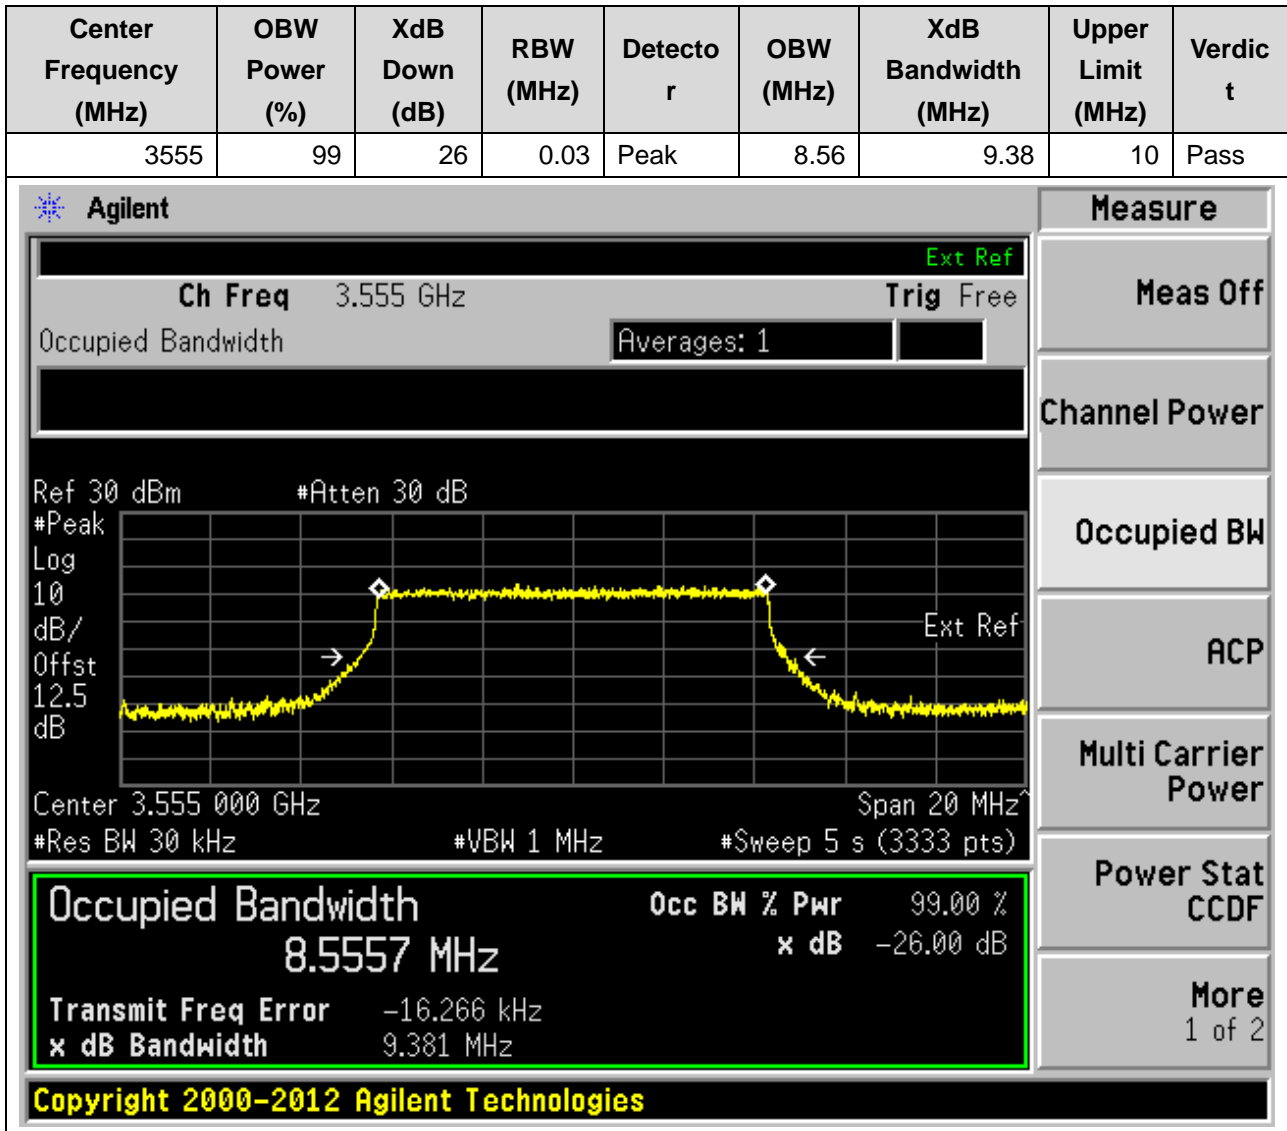 Center Frequency (MHz) OBW Power (%) XdB Down (dB) RBW (MHz) Detector OBW (MHz) XdB Bandwidth (MHz) Upper Limit (MHz) Verdict
3555 99 26 0.03 Peak 8.56 9.38 10 Pass
Agilent
Measure
Ext Ref
Ch Freq 3.555 GHz Trig Free
Meas Off
Occupied Bandwidth Averages: 1
Channel Power
Ref 30 dBm #Atten 30 dB
#Peak
Log
10
dB/
Offst
12.5
dB
Ext Ref
Occupied BW
ACP
Center 3.555 000 GHz Span 20 MHz^
#Res BW 30 kHz #VBW 1 MHz #Sweep 5 s (3333 pts)
Multi Carrier
Power
Occupied Bandwidth Occ BW % Pwr 99.00 %
8.5557 MHz x dB -26.00 dB
Power Stat
CCDF
Transmit Freq Error -16.266 kHz
x dB Bandwidth 9.381 MHz
More
1 of 2
Copyright 2000-2012 Agilent Technologies